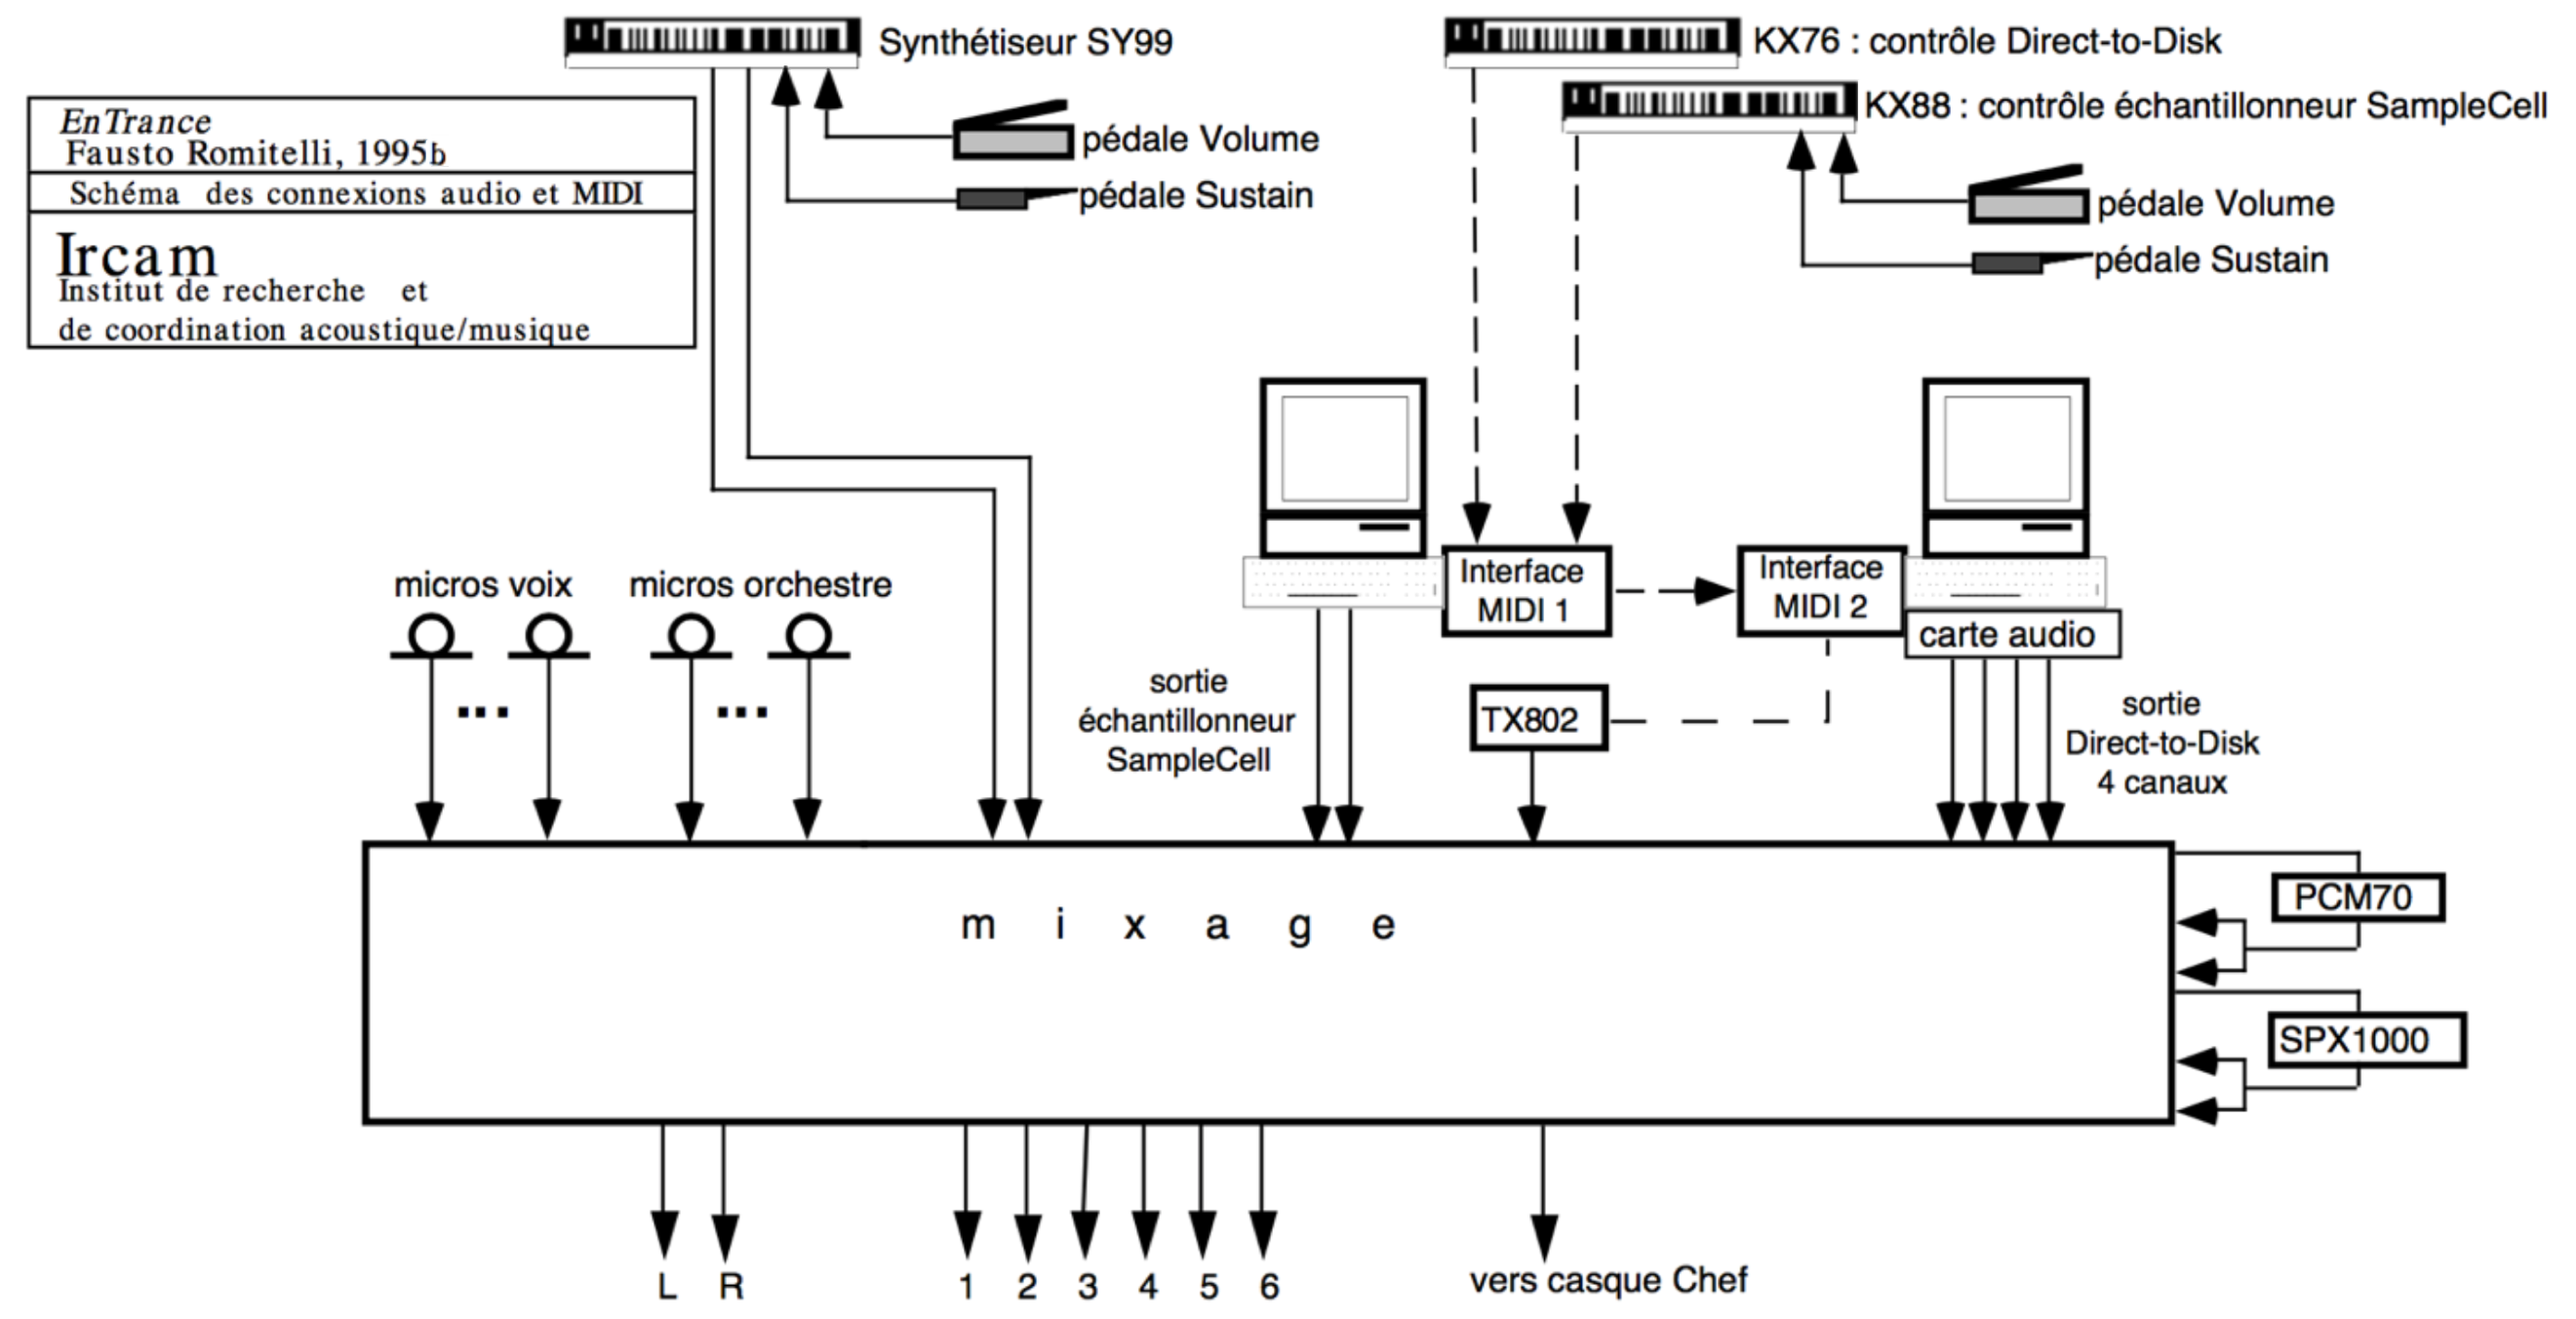 Synthétiseur SY99
KX76 : contrôle Direct-to-Disk
KX88 : contrôle échantillonneur SampleCell
EnTrance
Fausto Romitelli, 1995b
Schéma des connexions audio et MIDI
Ircam
Institut de recherche et
de coordination acoustique/musique
pédale Volume
pédale Sustain
pédale Volume
pédale Sustain
micros voix
micros orchestre
...
...
Interface
MIDI 1
Interface
MIDI 2
carte audio
sortie
échantillonneur
SampleCell
TX802
sortie
Direct-to-Disk
4 canaux
m i x a g e
PCM70
SPX1000
L R
1 2 3 4 5 6
vers casque Chef